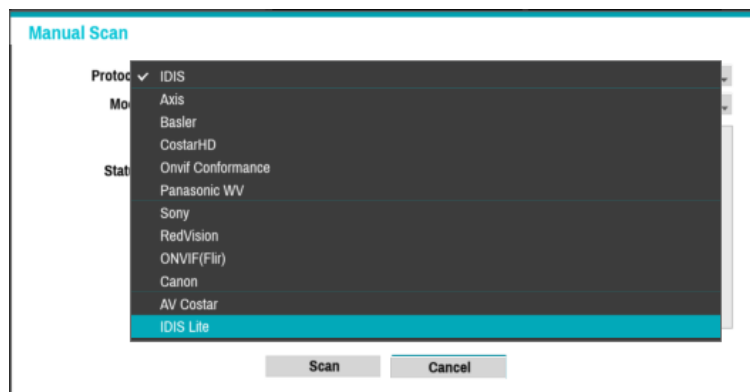 Manual Scan
Protoc ✓ IDIS
Mo Axis
Basler
CostarHD
Stat Onvif Conformance
Panasonic WV
Sony
RedVision
ONVIF(Flir)
Canon
AV Costar
IDIS Lite
Scan Cancel